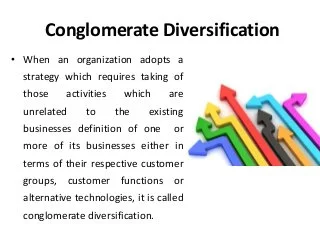 Conglomerate Diversification
• When an organization adopts a
strategy which requires taking of
those activities which are
unrelated to the existing
businesses definition of one or
more of its businesses either in
terms of their respective customer
groups, customer functions or
alternative technologies, it is called
conglomerate diversification.